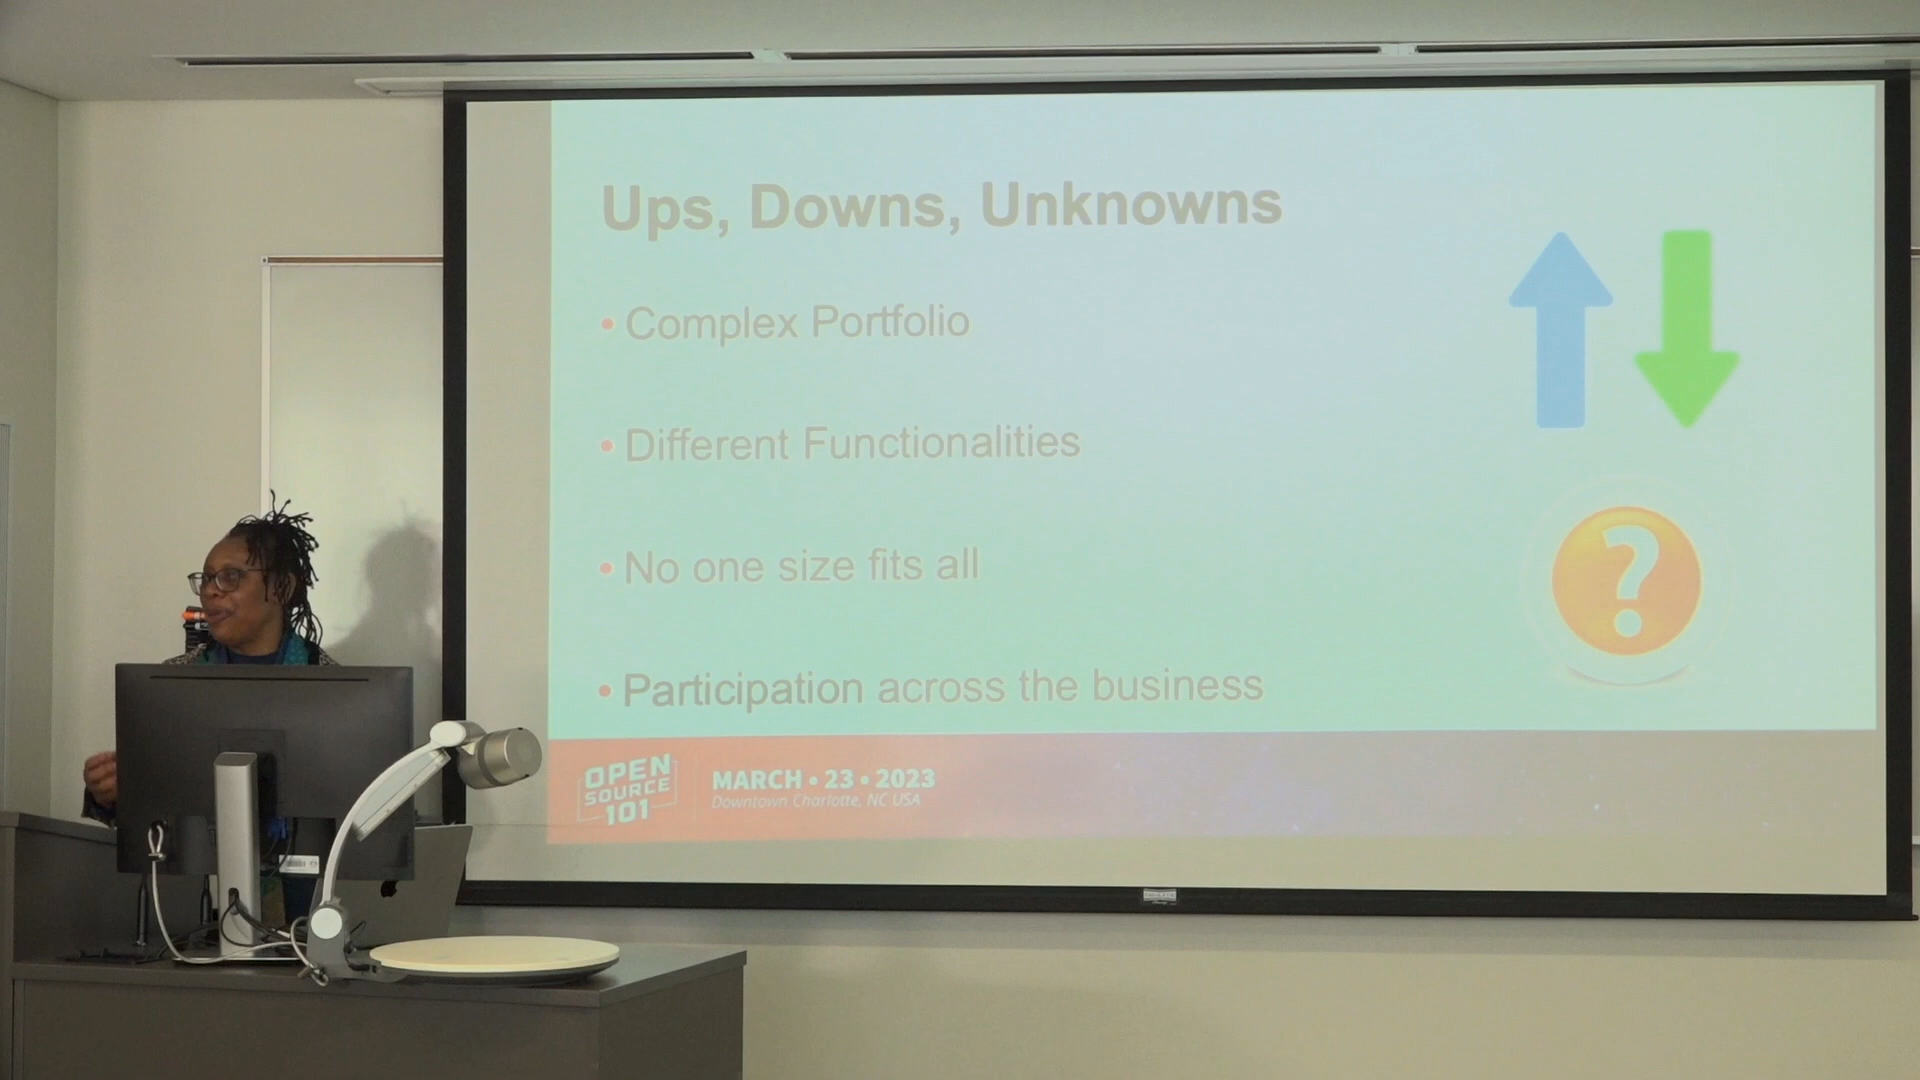 Ups, Downs, Unknowns
• Complex Portfolio
• Different Functionalities
• No one size fits all
• Participation across the business
?
OPEN
SOURCE
101
MARCH • 23 • 2023
Downtown Charlotte, NC USA